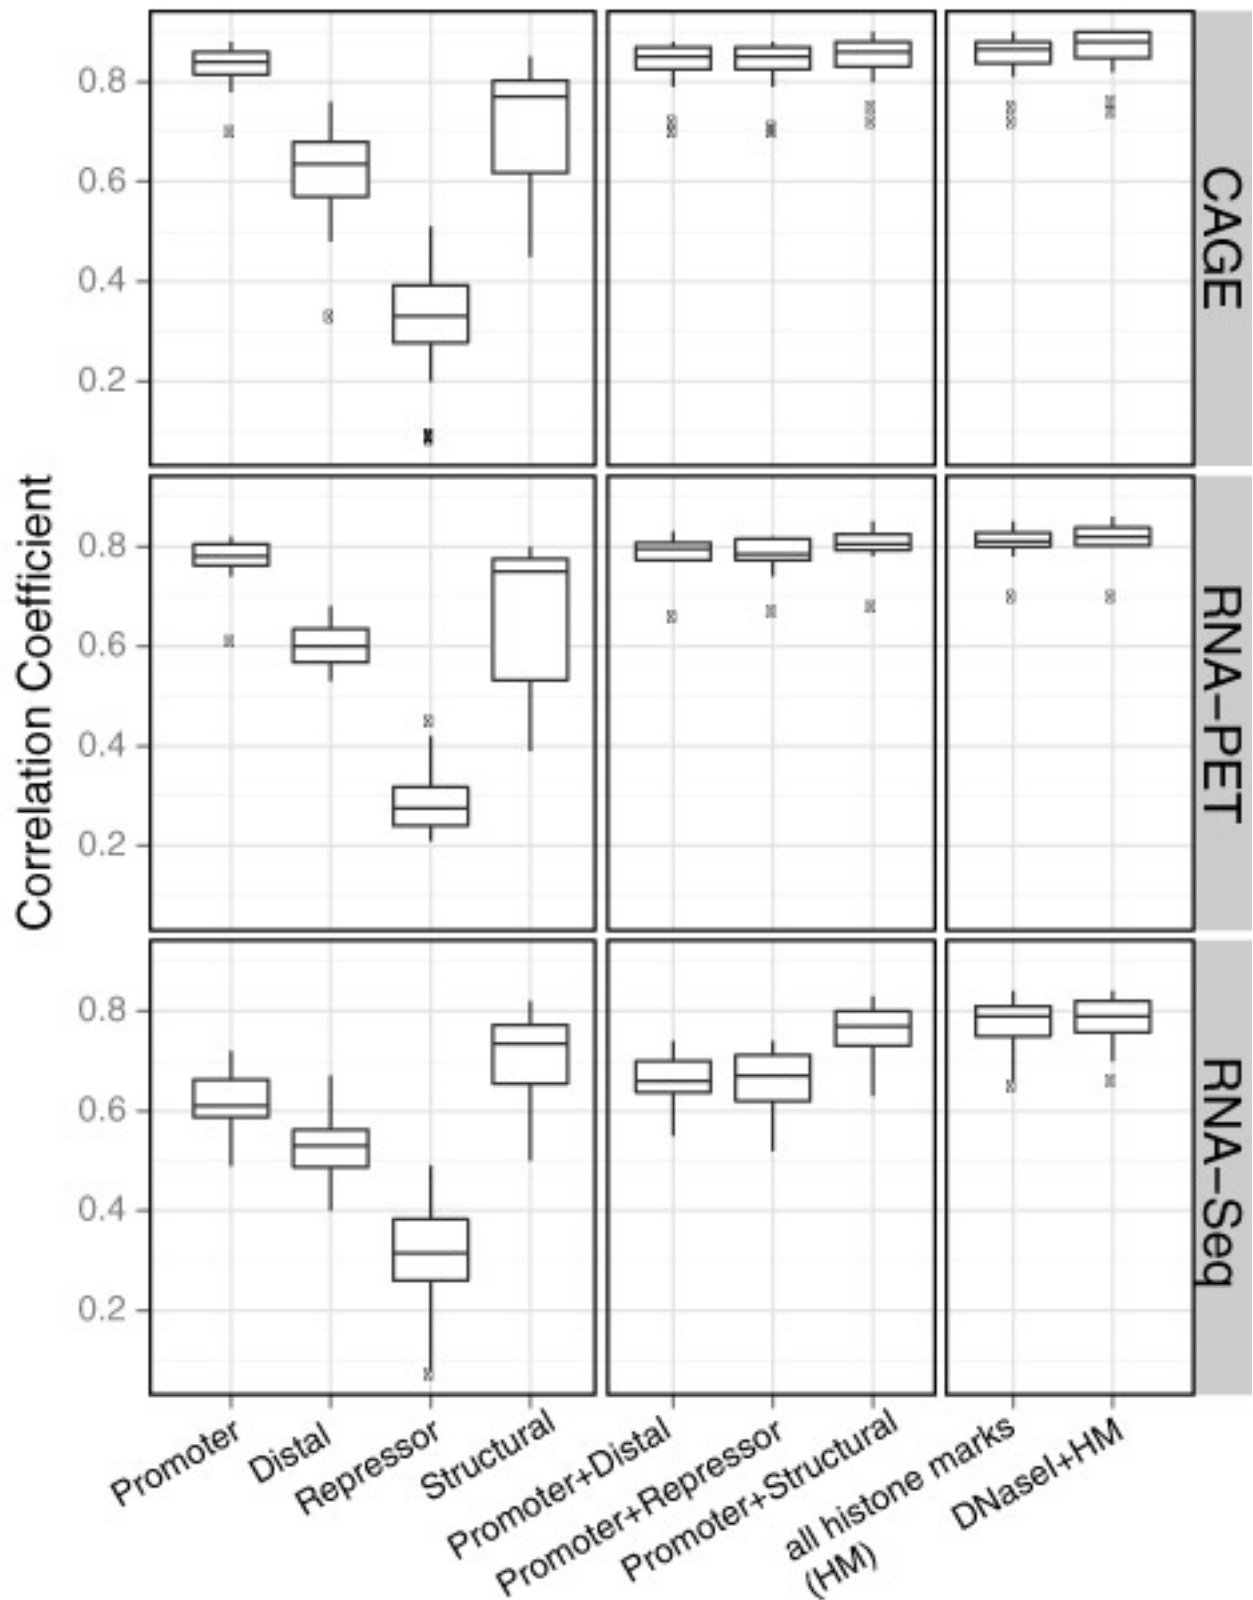 Correlation Coefficient
0.8
0.6
0.4
0.2
CAGE
0.8
0.6
0.4
0.2
RNA−PET
0.8
0.6
0.4
0.2
RNA−Seq
Promoter
Distal
Repressor
Structural
Promoter+Distal
Promoter+Repressor
Promoter+Structural
all histone marks
(HM)
DNaseI+HM